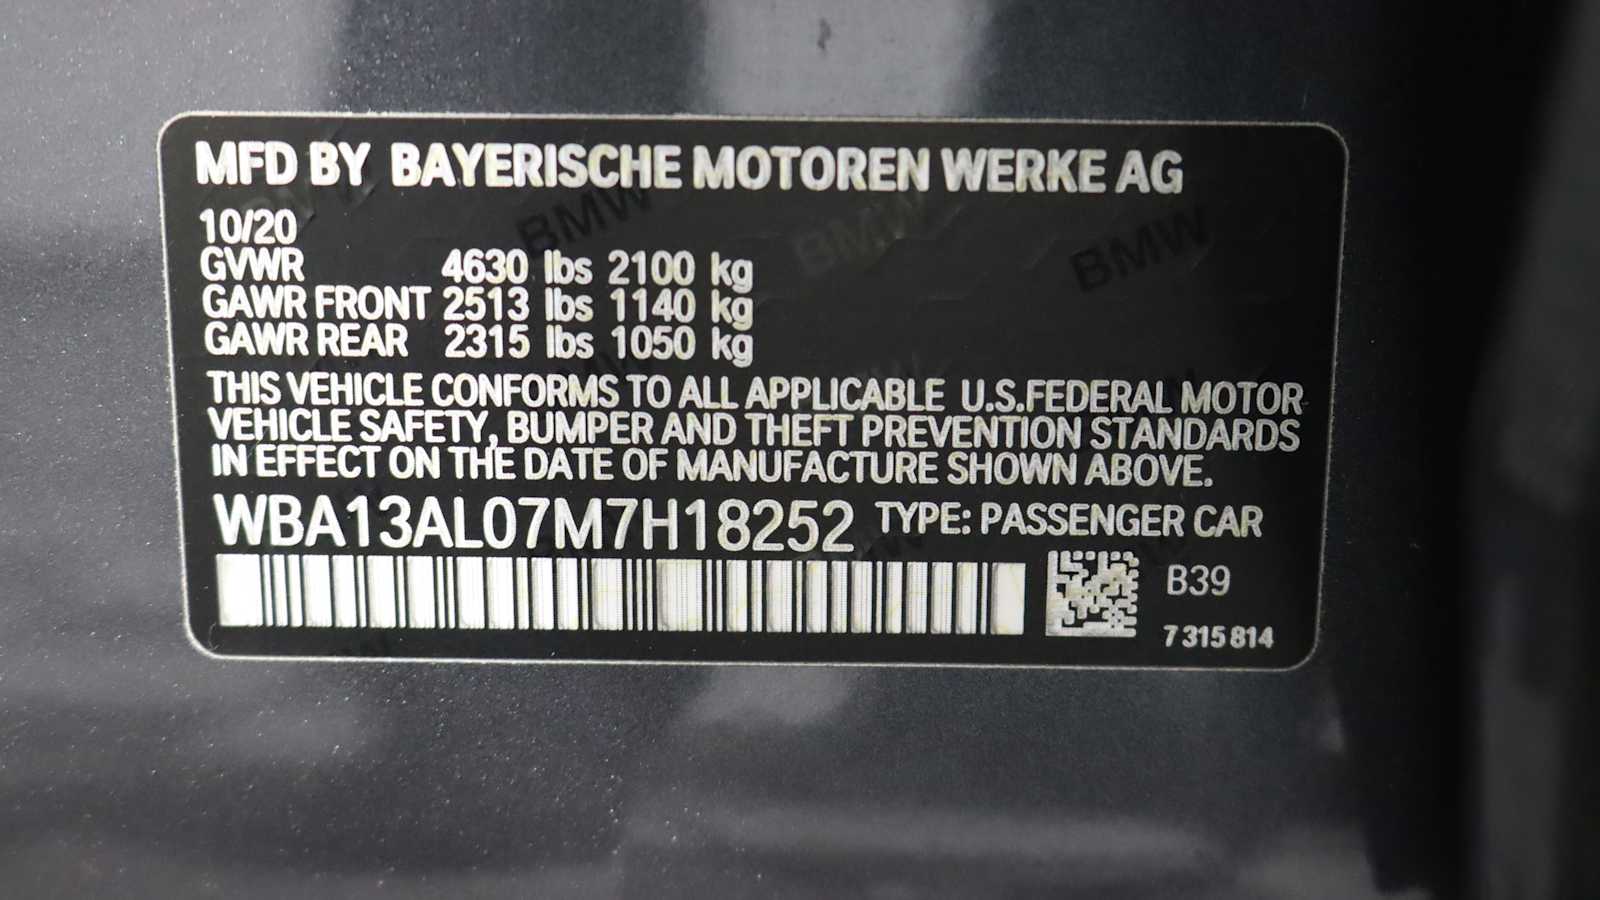 MFD BY BAYERISCHE MOTOREN WERKE AG
10/20
GVWR 4630 lbs 2100 kg
GAWR FRONT 2513 lbs 1140 kg
GAWR REAR 2315 lbs 1050 kg
THIS VEHICLE CONFORMS TO ALL APPLICABLE U.S.FEDERAL MOTOR
VEHICLE SAFETY, BUMPER AND THEFT PREVENTION STANDARDS
IN EFFECT ON THE DATE OF MANUFACTURE SHOWN ABOVE.
WBA13AL07M7H18252 TYPE: PASSENGER CAR
B39
7 315 814
BMW BMW BMW